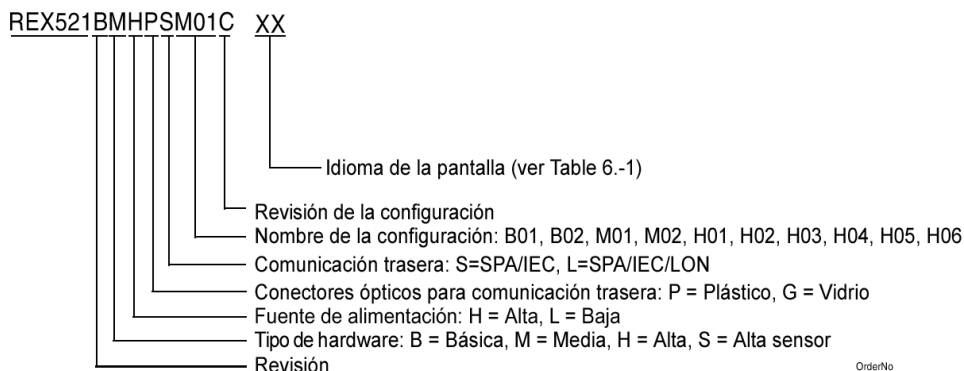 REX521BMHPSM01C XX
Idioma de la pantalla (ver Table 6.-1)
Revisión de la configuración
Nombre de la configuración: B01, B02, M01, M02, H01, H02, H03, H04, H05, H06
Comunicación trasera: S=SPA/IEC, L=SPA/IEC/LON
Conectores ópticos para comunicación trasera: P = Plástico, G = Vidrio
Fuente de alimentación: H = Alta, L = Baja
Tipo de hardware: B = Básica, M = Media, H = Alta, S = Alta sensor
Revisión
OrderNo